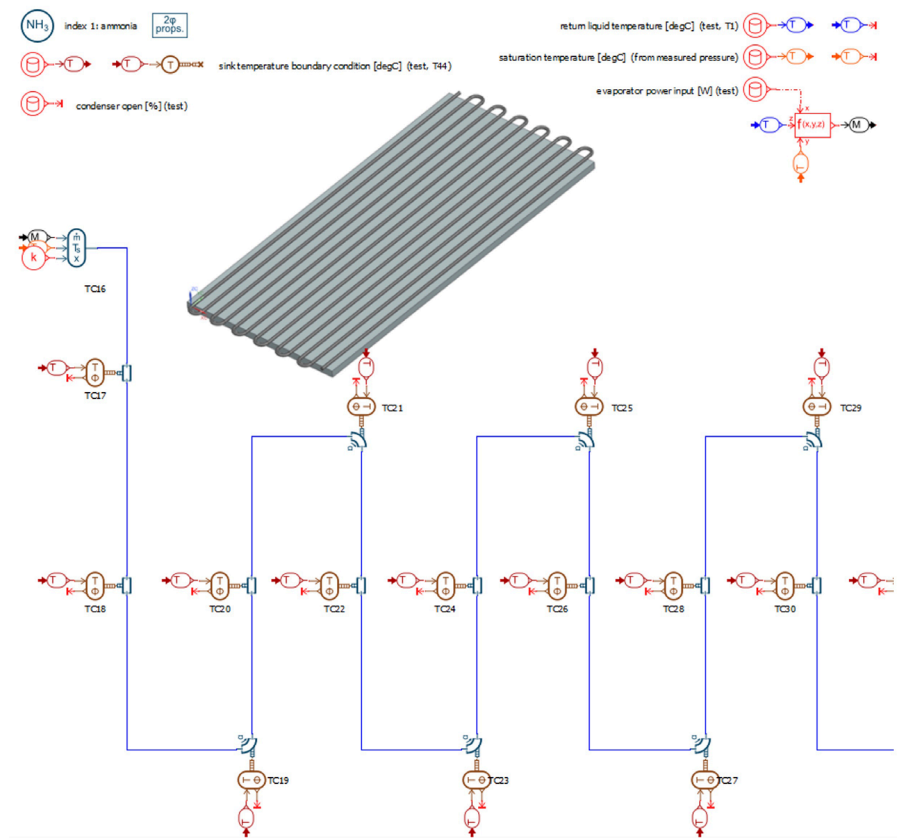 NH3 index 1: ammonia 2φ props.
sink temperature boundary condition [degC] (test, T44)
condenser open [%] (test)
return liquid temperature [degC] (test, T1)
saturation temperature [degC] (from measured pressure)
evaporator power input [W] (test)
x
z f(x,y,z) M
y
T
M ṁ
Ts
k x
TC16
TC17
TC21
TC25
TC29
TC18
TC20
TC22
TC24
TC26
TC28
TC30
TC19
TC23
TC27